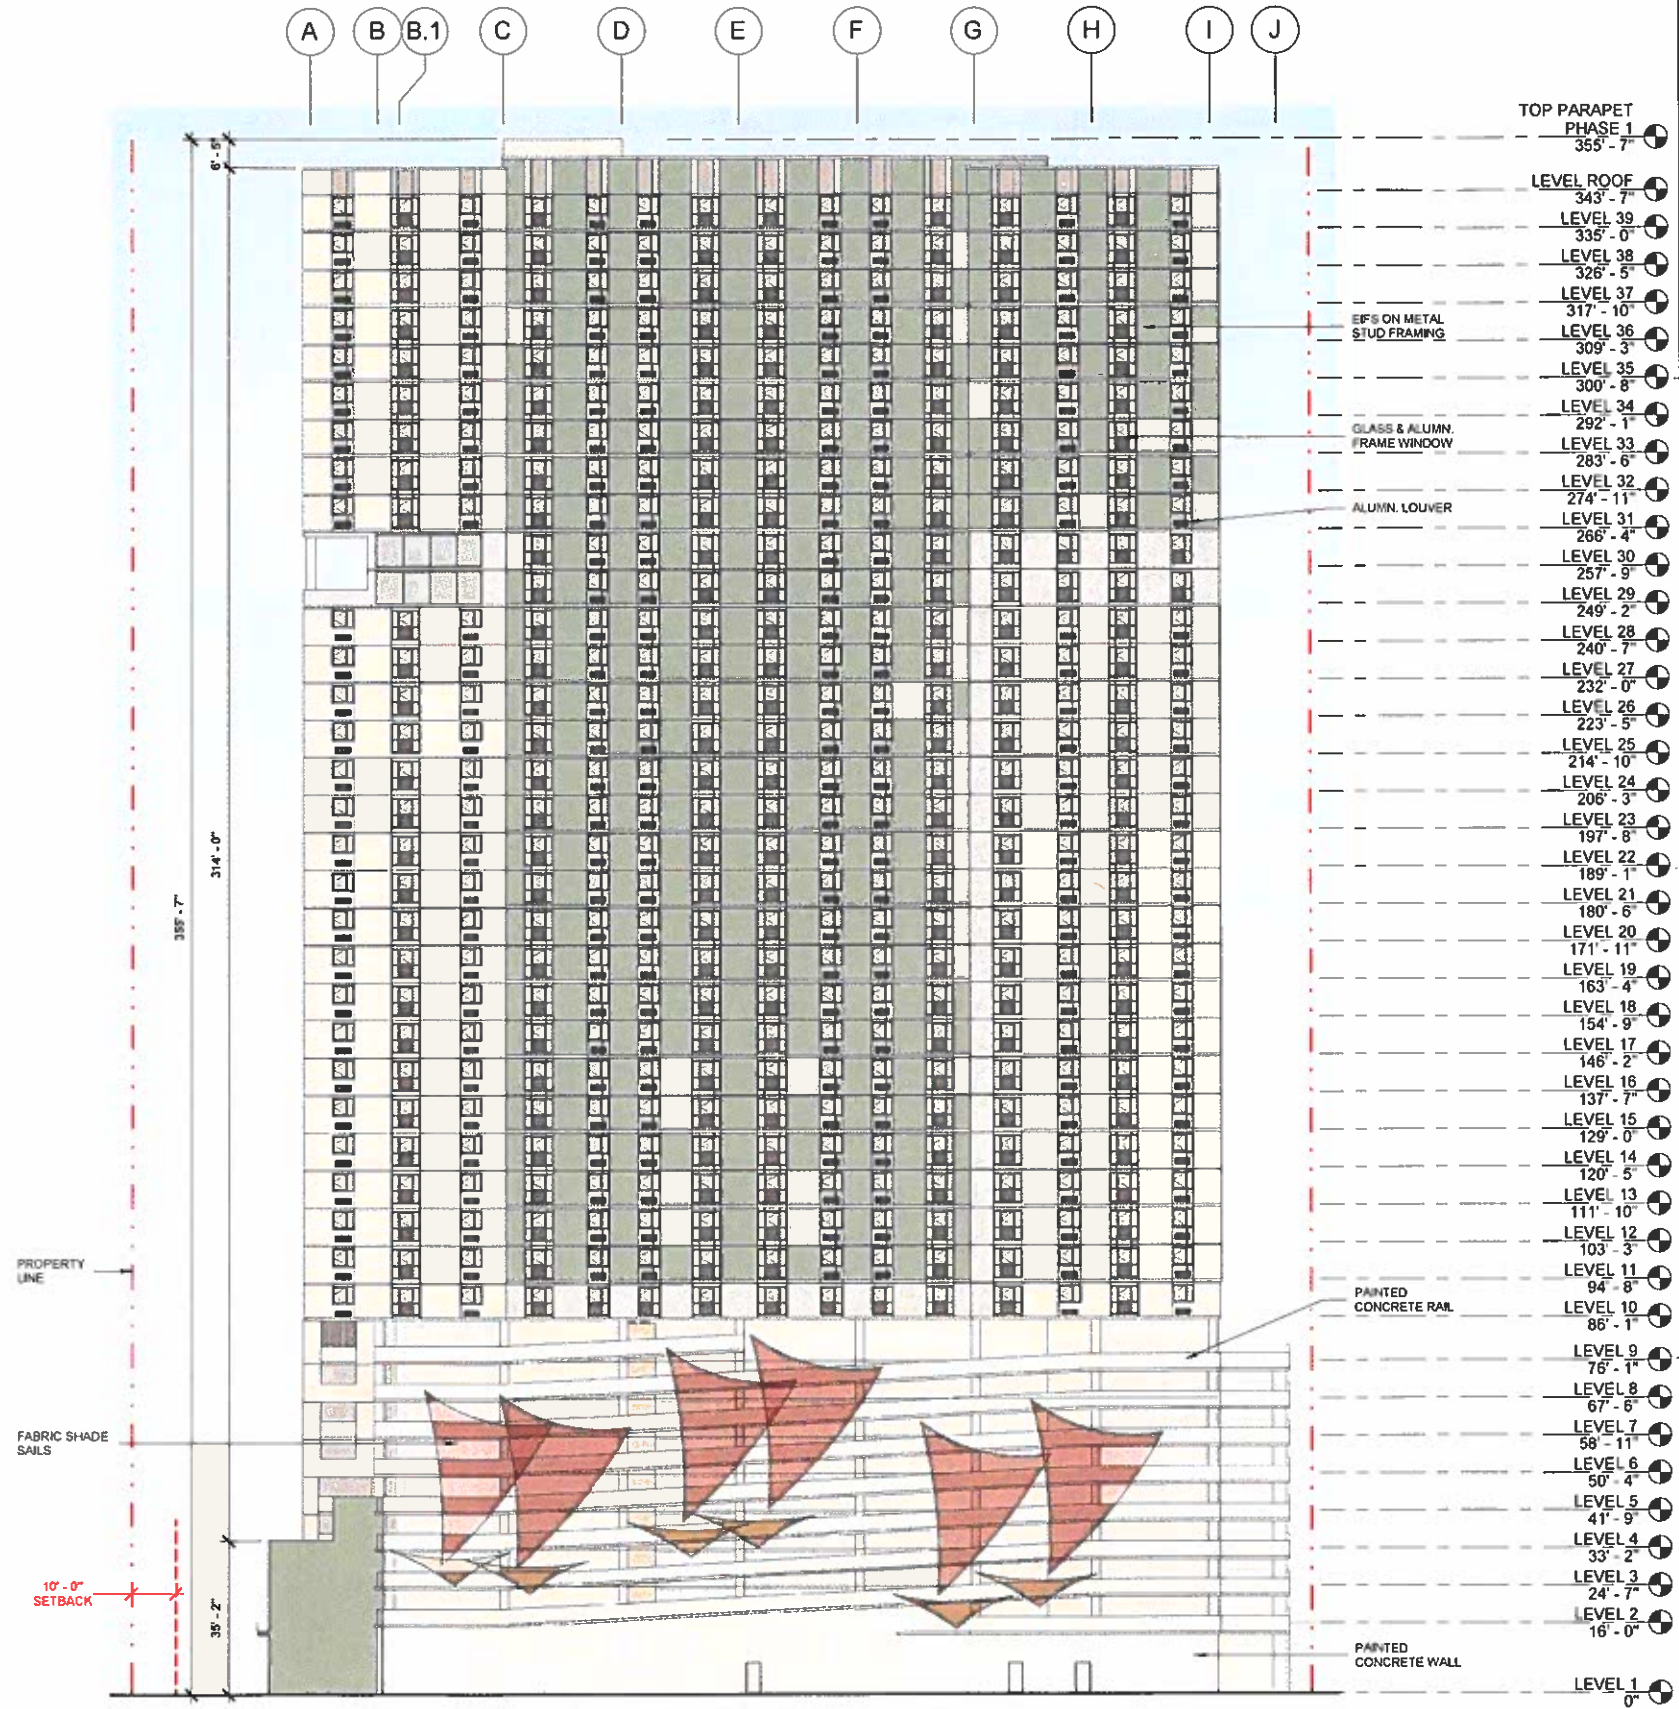 A
B
B.1
C
D
E
F
G
H
I
J
TOP PARAPET
PHASE 1
355' - 7"
LEVEL ROOF
343' - 7"
LEVEL 39
335' - 0"
LEVEL 38
326' - 5"
LEVEL 37
317' - 10"
LEVEL 36
309' - 3"
LEVEL 35
300' - 8"
LEVEL 34
292' - 1"
LEVEL 33
283' - 6"
LEVEL 32
274' - 11"
LEVEL 31
266' - 4"
LEVEL 30
257' - 9"
LEVEL 29
249' - 2"
LEVEL 28
240' - 7"
LEVEL 27
232' - 0"
LEVEL 26
223' - 5"
LEVEL 25
214' - 10"
LEVEL 24
206' - 3"
LEVEL 23
197' - 8"
LEVEL 22
189' - 1"
LEVEL 21
180' - 6"
LEVEL 20
171' - 11"
LEVEL 19
163' - 4"
LEVEL 18
154' - 9"
LEVEL 17
146' - 2"
LEVEL 16
137' - 7"
LEVEL 15
129' - 0"
LEVEL 14
120' - 5"
LEVEL 13
111' - 10"
LEVEL 12
103' - 3"
LEVEL 11
94' - 8"
LEVEL 10
86' - 1"
LEVEL 9
76' - 1"
LEVEL 8
67' - 6"
LEVEL 7
58' - 11"
LEVEL 6
50' - 4"
LEVEL 5
41' - 9"
LEVEL 4
33' - 2"
LEVEL 3
24' - 7"
LEVEL 2
16' - 0"
LEVEL 1
0"
EIFS ON METAL
STUD FRAMING
GLASS & ALUMN.
FRAME WINDOW
ALUMN. LOUVER
PAINTED
CONCRETE RAIL
PAINTED
CONCRETE WALL
6' - 5"
314' - 0"
355' - 7"
35' - 2"
PROPERTY
LINE
FABRIC SHADE
SAILS
10' - 0"
SETBACK